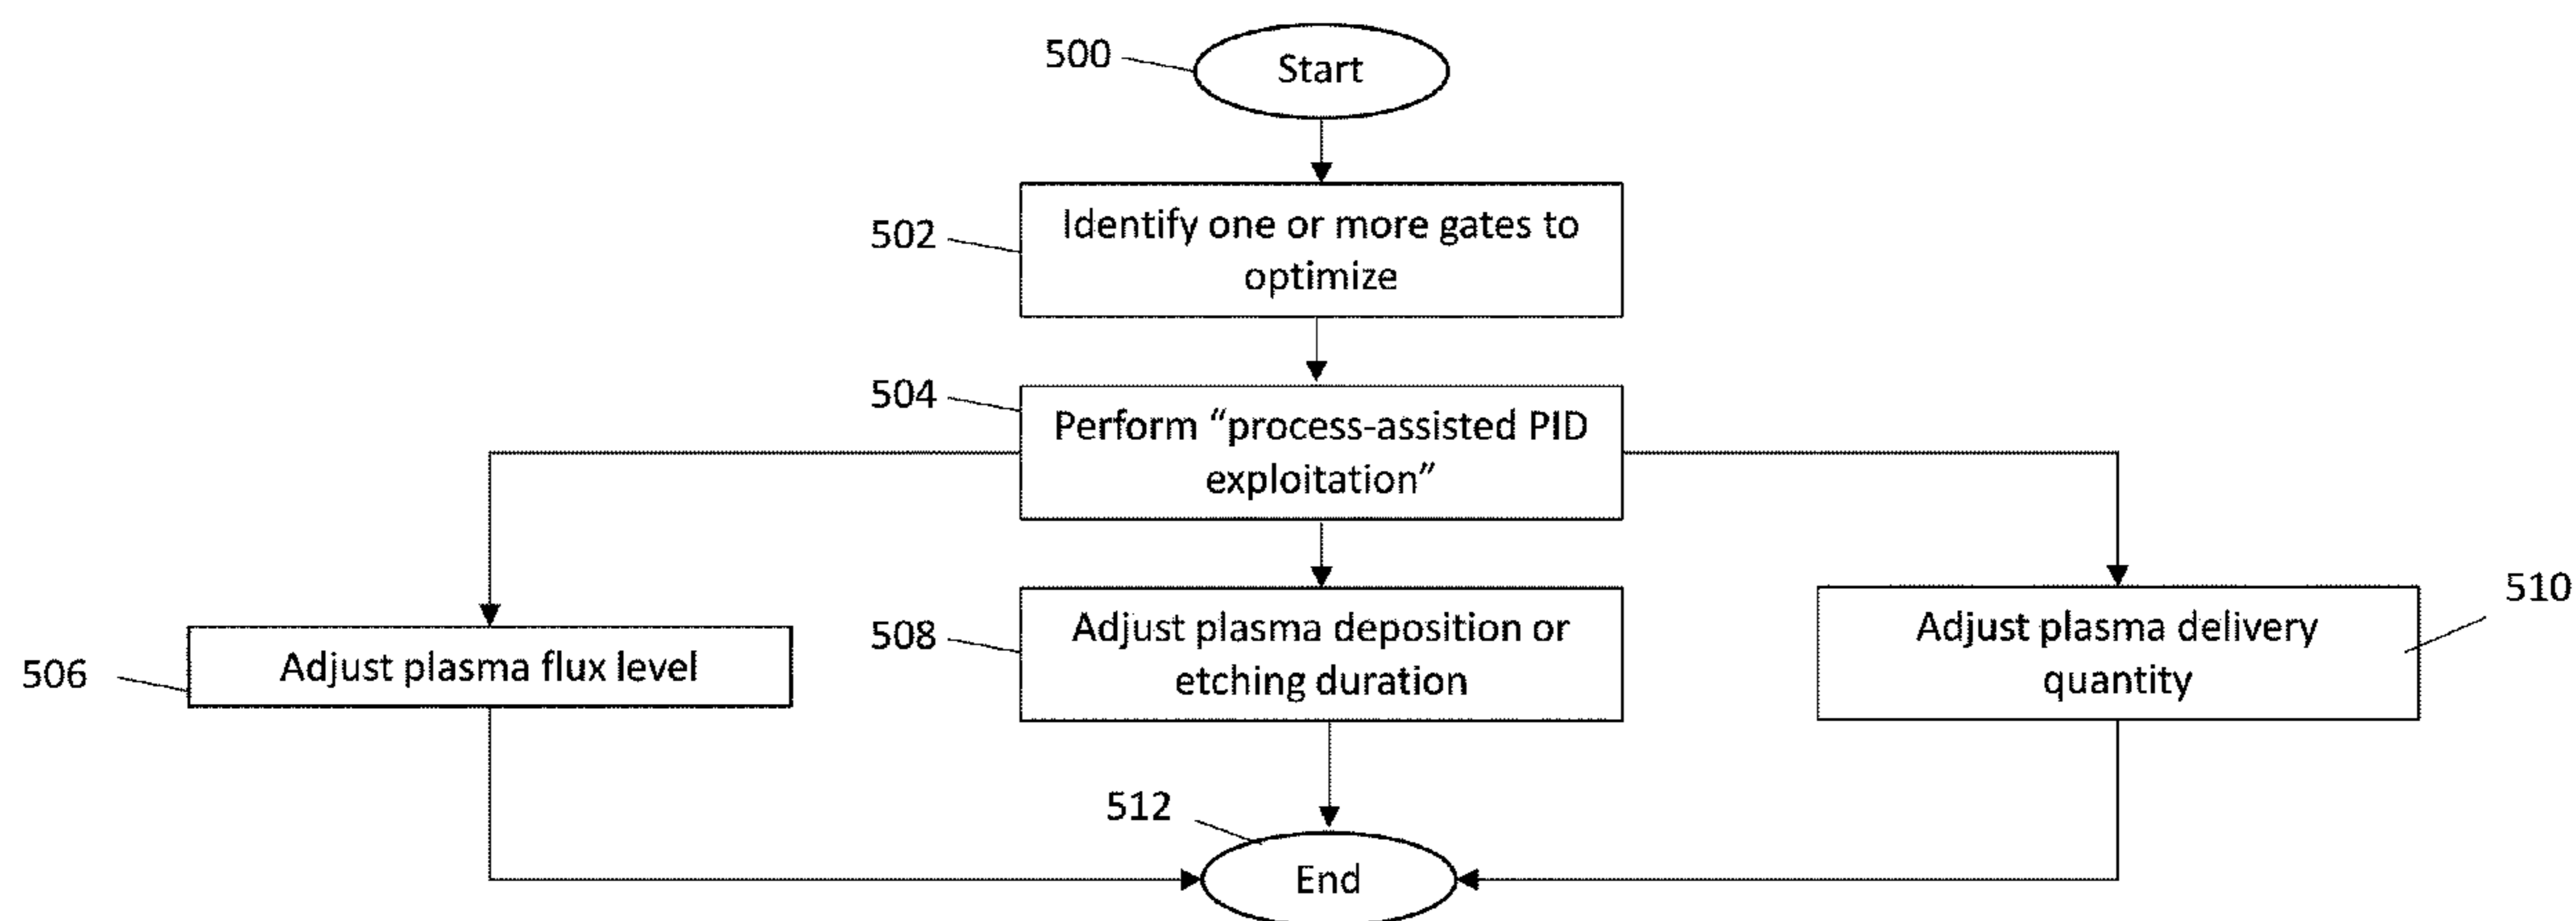 500
Start
502
Identify one or more gates to
optimize
504
Perform “process-assisted PID
exploitation”
506
Adjust plasma flux level
508
Adjust plasma deposition or
etching duration
510
Adjust plasma delivery
quantity
512
End